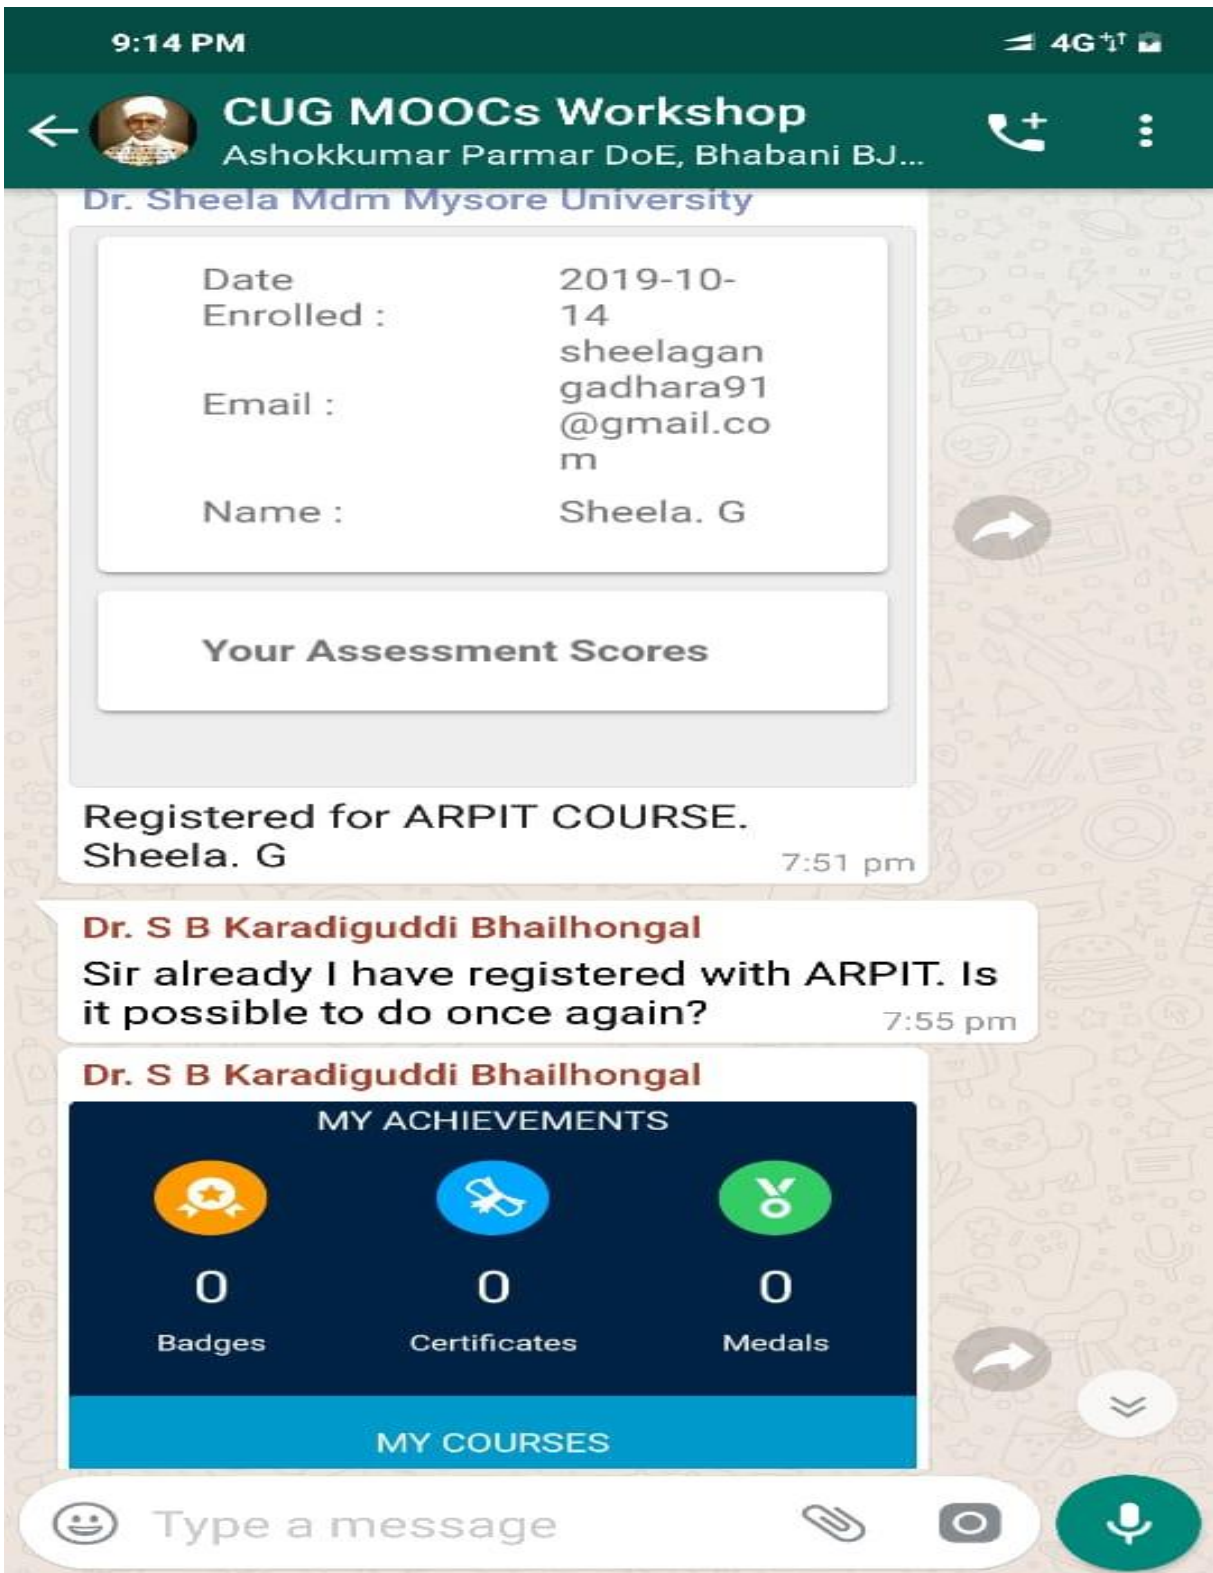 9:14 PM
4G
CUG MOOCs Workshop
Ashokkumar Parmar DoE, Bhabani BJ...
Dr. Sheela Mdm Mysore University
Date Enrolled : 2019-10-14
Email : sheelagangadhara91@gmail.com
Name : Sheela. G
Your Assessment Scores
Registered for ARPIT COURSE.
Sheela. G
7:51 pm
Dr. S B Karadiguddi Bhailhongal
Sir already I have registered with ARPIT. Is
it possible to do once again?
7:55 pm
Dr. S B Karadiguddi Bhailhongal
MY ACHIEVEMENTS
0 0 0
Badges Certificates Medals
MY COURSES
Type a message